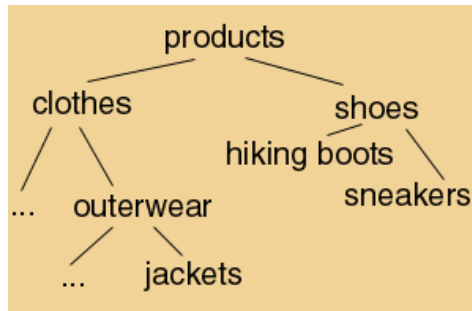 products
clothes
shoes
hiking boots
... outerwear
sneakers
... jackets